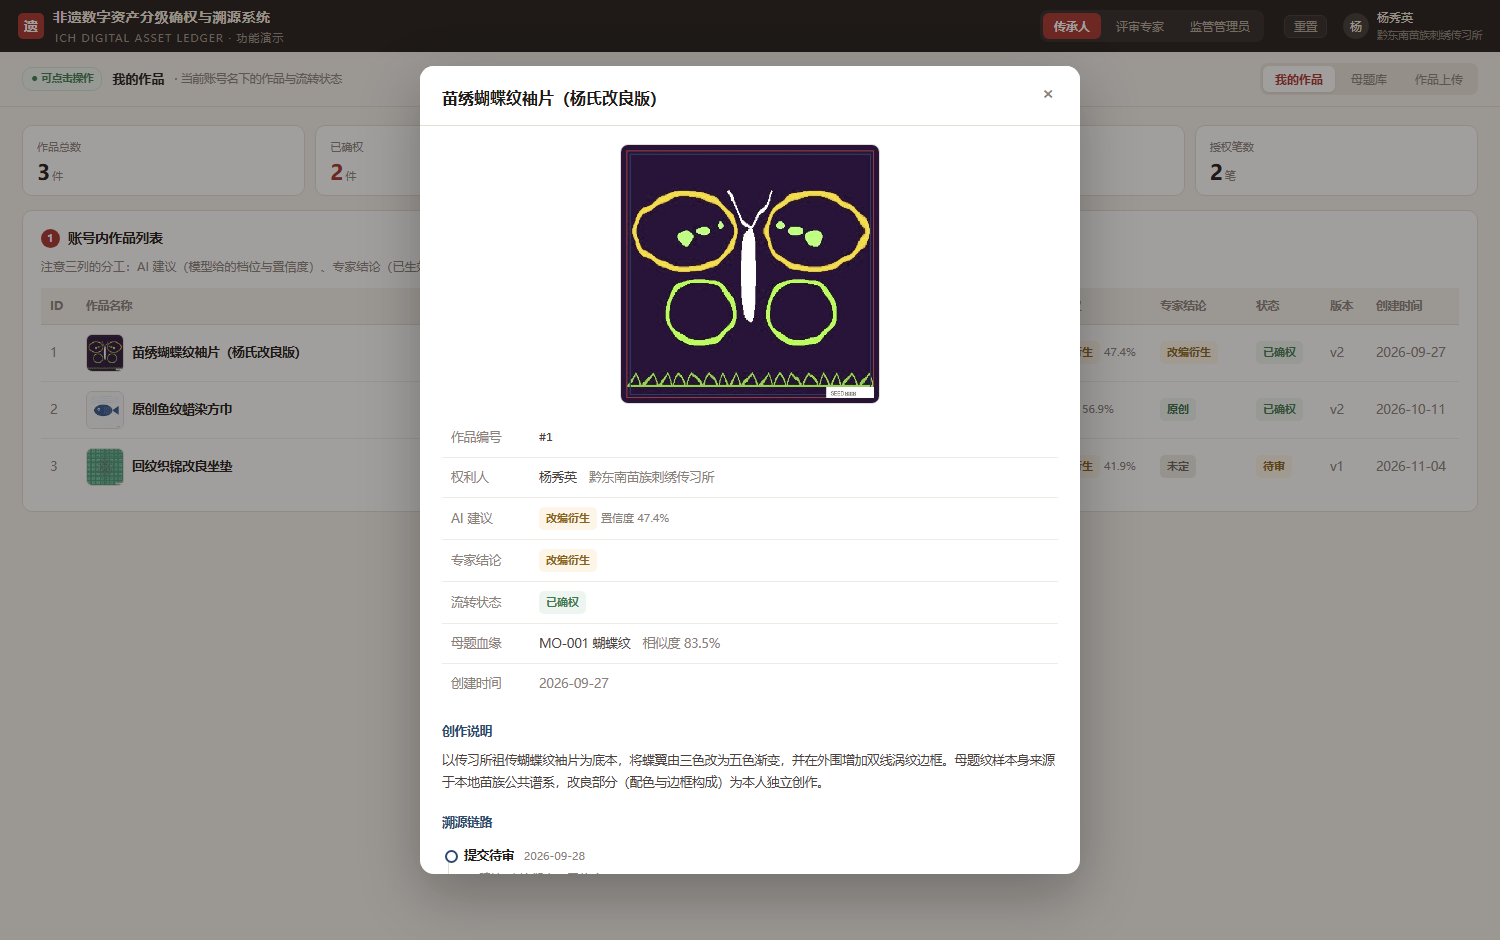 遗
非遗数字资产分级确权与溯源系统
ICH DIGITAL ASSET LEDGER · 功能演示
传承人
评审专家
监管管理员
重置
杨
杨秀英
黔东南苗族刺绣传习所
可点击操作
我的作品
· 当前账号名下的作品与流转状态
我的作品
母题库
作品上传
作品总数
3 件
已确权
2 件
授权笔数
2 笔
1 账号内作品列表
注意三列的分工：AI 建议（模型给的档位与置信度）、专家结论（已生
ID
作品名称
专家结论
状态
版本
创建时间
1
苗绣蝴蝶纹袖片（杨氏改良版）
生 47.4%
改编衍生
已确权
v2
2026-09-27
2
原创鱼纹蜡染方巾
56.9%
原创
已确权
v2
2026-10-11
3
回纹织锦改良坐垫
生 41.9%
未定
待审
v1
2026-11-04
苗绣蝴蝶纹袖片（杨氏改良版）
×
作品编号 #1
权利人 杨秀英 黔东南苗族刺绣传习所
AI 建议 改编衍生 置信度 47.4%
专家结论 改编衍生
流转状态 已确权
母题血缘 MO-001 蝴蝶纹 相似度 83.5%
创建时间 2026-09-27
创作说明
以传习所祖传蝴蝶纹袖片为底本，将蝶翼由三色改为五色渐变，并在外围增加双线涡纹边框。母题纹样本身来源
于本地苗族公共谱系，改良部分（配色与边框构成）为本人独立创作。
溯源链路
提交待审 2026-09-28